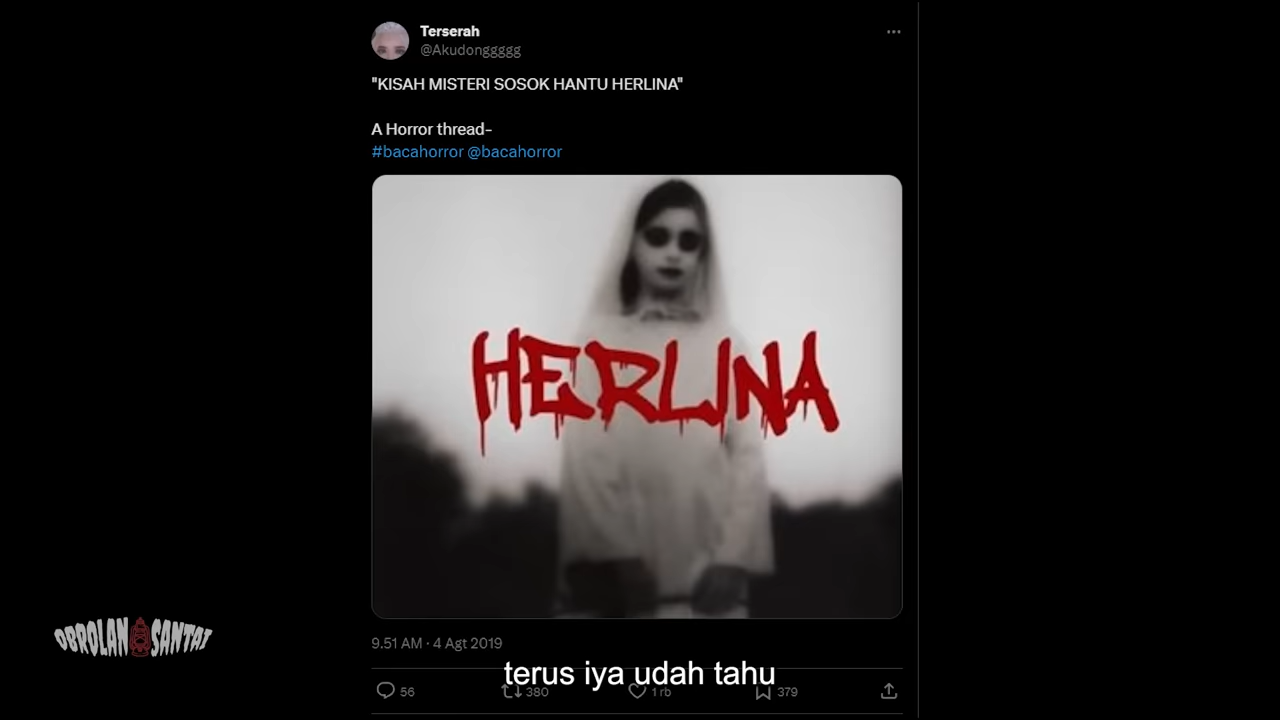 Terserah
@Akudonggggg
"KISAH MISTERI SOSOK HANTU HERLINA"
A Horror thread-
#bacahorror @bacahorror
HERLINA
9.51 AM · 4 Agt 2019
terus iya udah tahu
56 380 1 rb 379
OBROLAN SANTAI